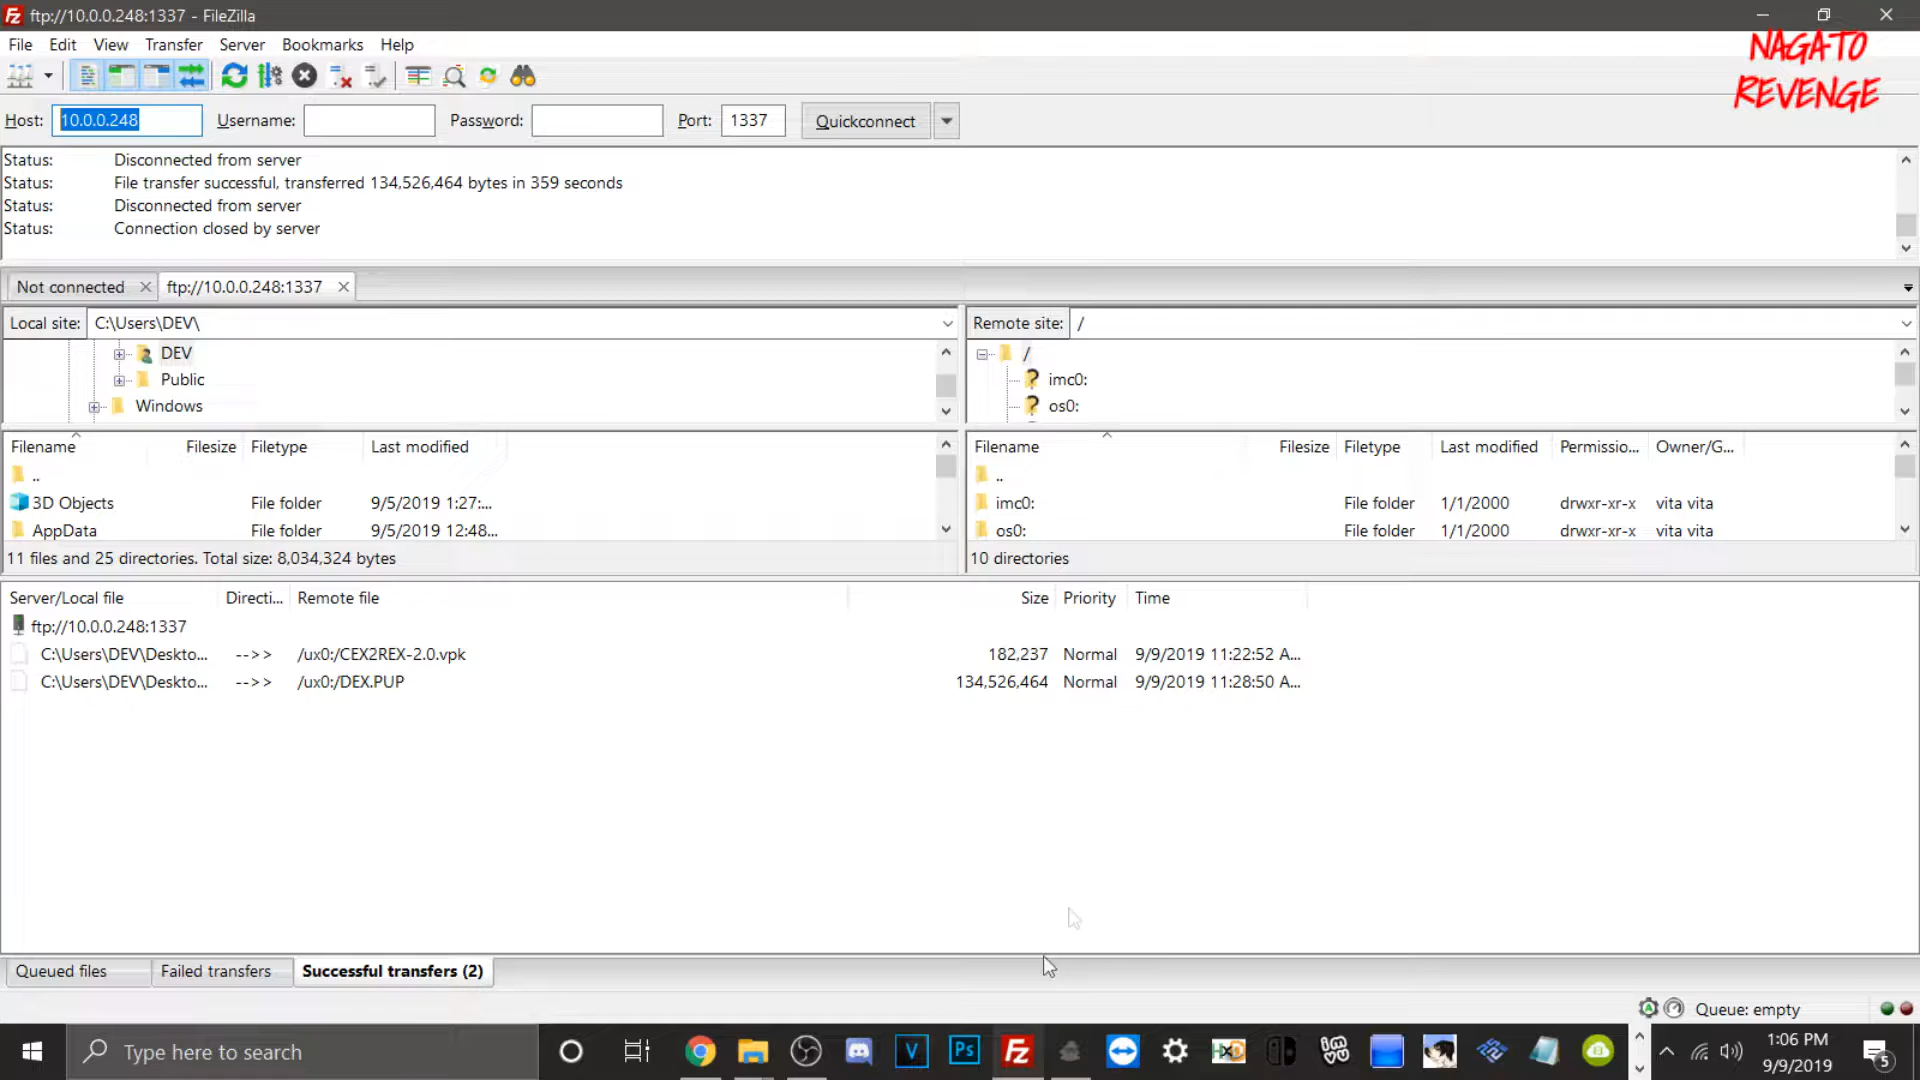 ftp://10.0.0.248:1337 - FileZilla
File Edit View Transfer Server Bookmarks Help
NAGATO
REVENGE
Host: 10.0.0.248 Username: Password: Port: 1337 Quickconnect
Status: Disconnected from server
Status: File transfer successful, transferred 134,526,464 bytes in 359 seconds
Status: Disconnected from server
Status: Connection closed by server
Not connected ftp://10.0.0.248:1337
Local site: C:\Users\DEV\
DEV
Public
Windows
Remote site: /
/
imc0:
os0:
Filename Filesize Filetype Last modified
..
3D Objects File folder 9/5/2019 1:27:...
AppData File folder 9/5/2019 12:48...
11 files and 25 directories. Total size: 8,034,324 bytes
Filename Filesize Filetype Last modified Permissio... Owner/G...
..
imc0: File folder 1/1/2000 drwxr-xr-x vita vita
os0: File folder 1/1/2000 drwxr-xr-x vita vita
10 directories
Server/Local file Directi... Remote file Size Priority Time
ftp://10.0.0.248:1337
C:\Users\DEV\Deskto... -->> /ux0:/CEX2REX-2.0.vpk 182,237 Normal 9/9/2019 11:22:52 A...
C:\Users\DEV\Deskto... -->> /ux0:/DEX.PUP 134,526,464 Normal 9/9/2019 11:28:50 A...
Queued files Failed transfers Successful transfers (2)
Queue: empty
Type here to search
V
Ps
Fz
HxD
1:06 PM
9/9/2019
5